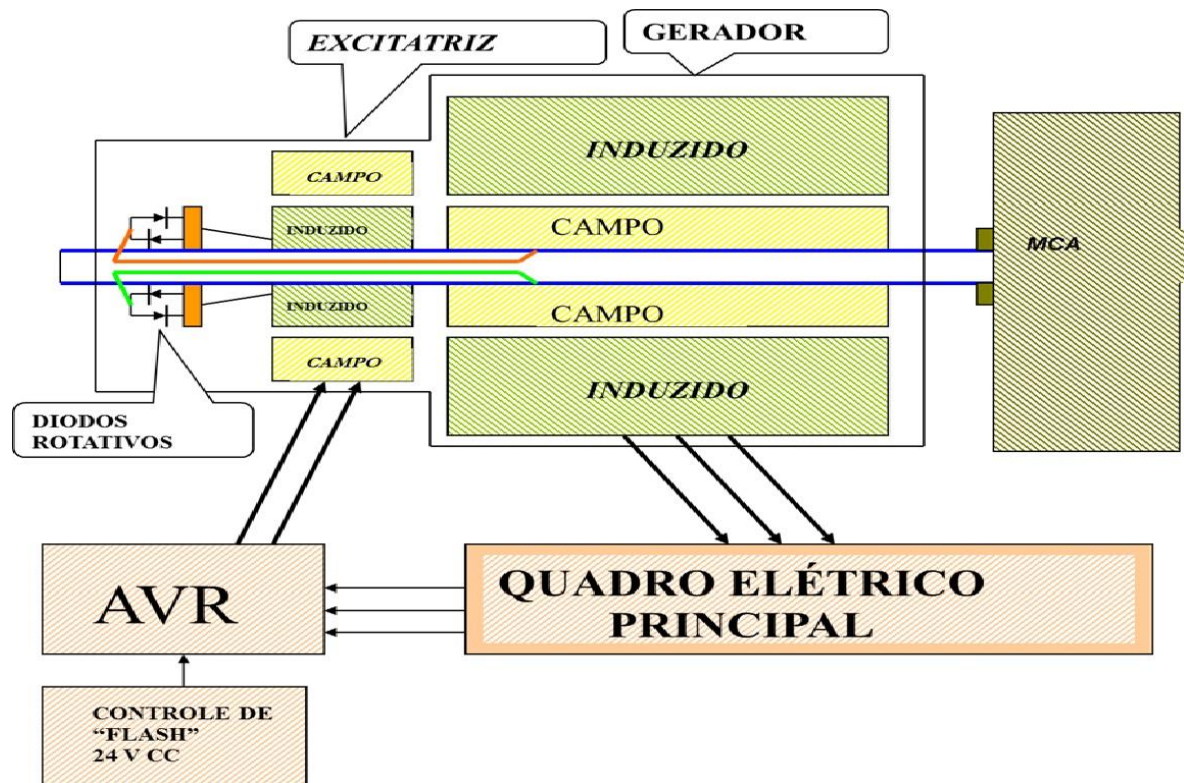 EXCITATRIZ
GERADOR
INDUZIDO
CAMPO
INDUZIDO
CAMPO
MCA
INDUZIDO
CAMPO
CAMPO
INDUZIDO
DIODOS
ROTATIVOS
AVR
QUADRO ELÉTRICO
PRINCIPAL
CONTROLE DE
“FLASH”
24 V CC